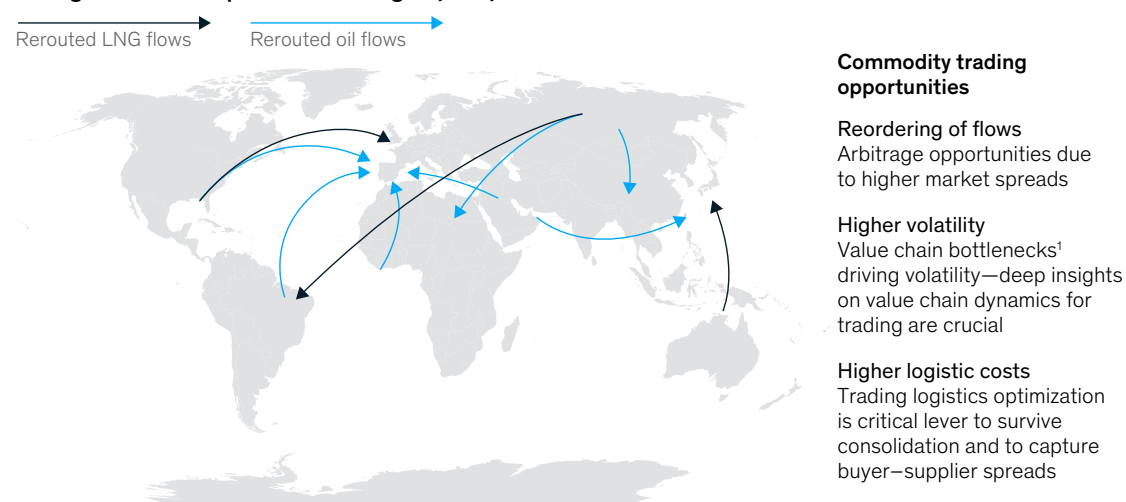 Rerouted LNG flows
Rerouted oil flows
Commodity trading
opportunities
Reordering of flows
Arbitrage opportunities due
to higher market spreads
Higher volatility
Value chain bottlenecks¹
driving volatility—deep insights
on value chain dynamics for
trading are crucial
Higher logistic costs
Trading logistics optimization
is critical lever to survive
consolidation and to capture
buyer–supplier spreads